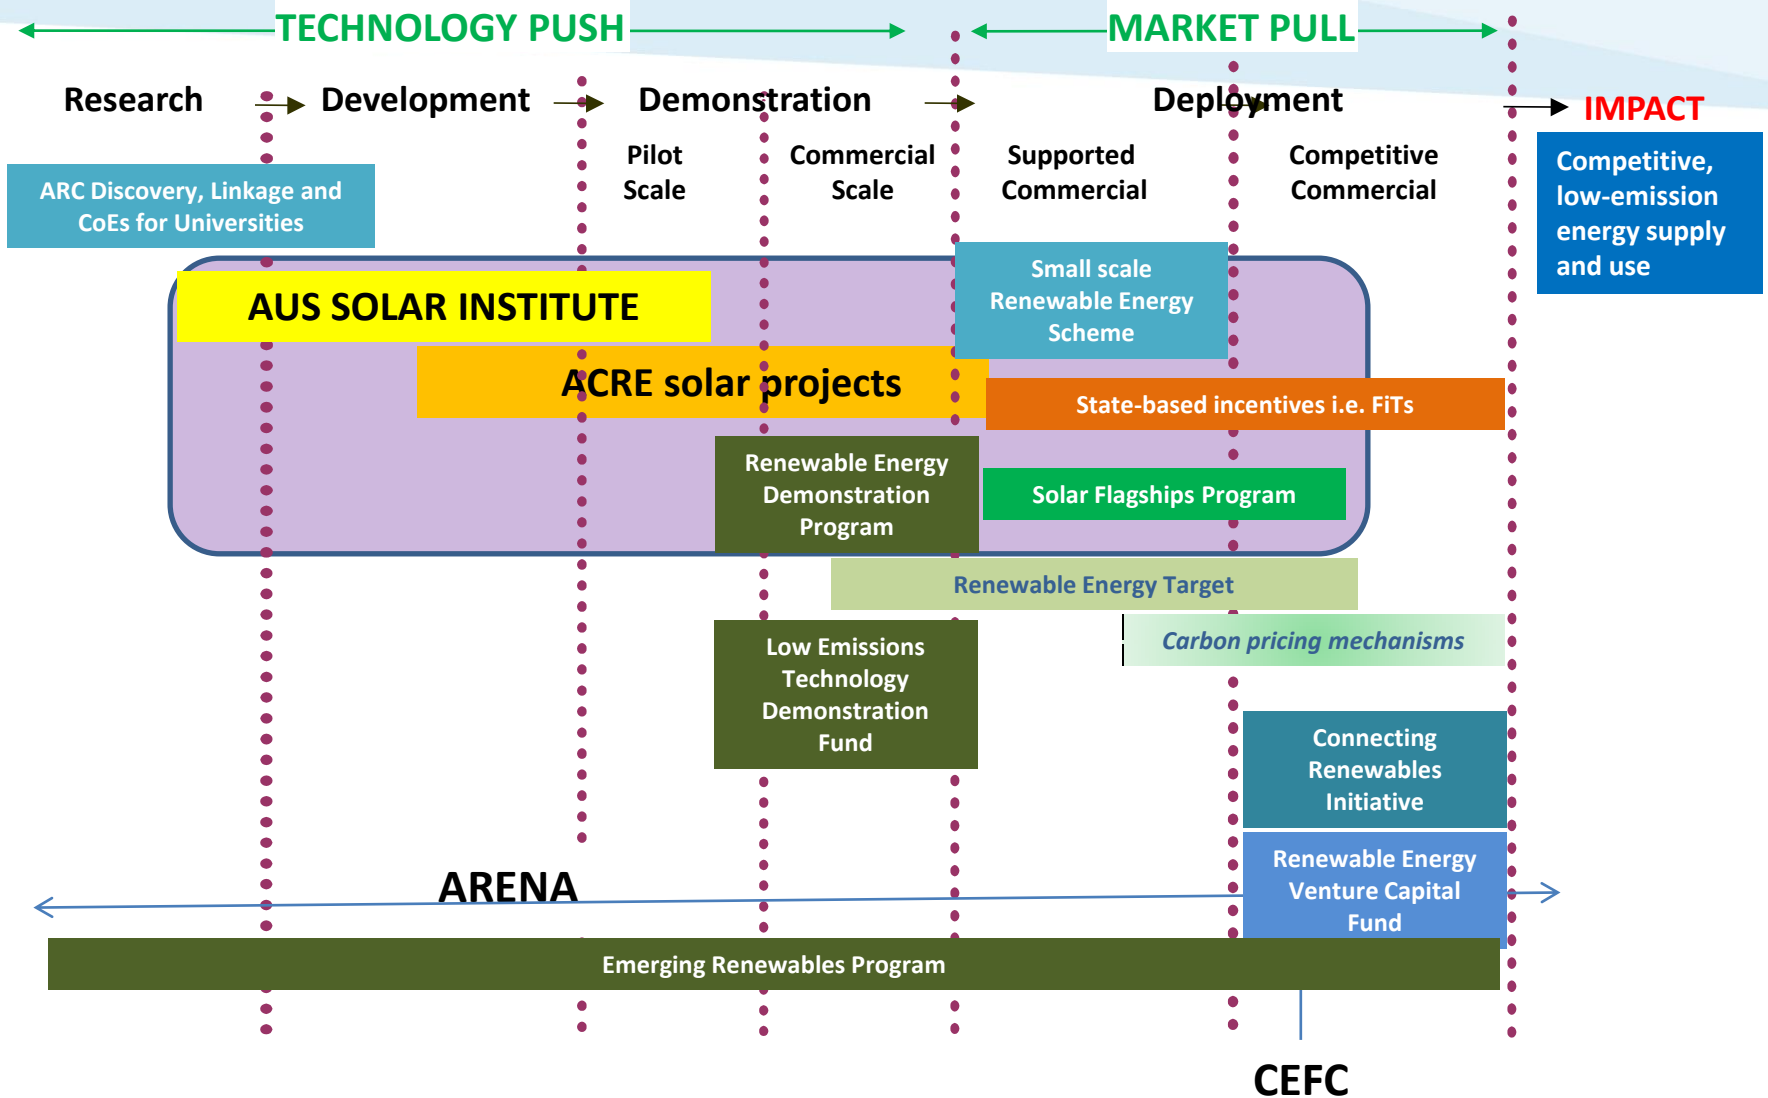 TECHNOLOGY PUSH
MARKET PULL
Research
Development
Demonstration
Deployment
IMPACT
Pilot
Scale
Commercial
Scale
Supported
Commercial
Competitive
Commercial
Competitive,
low-emission
energy supply
and use
ARC Discovery, Linkage and
CoEs for Universities
AUS SOLAR INSTITUTE
Small scale
Renewable Energy
Scheme
ACRE solar projects
State-based incentives i.e. FiTs
Renewable Energy
Demonstration
Program
Solar Flagships Program
Renewable Energy Target
Carbon pricing mechanisms
Low Emissions
Technology
Demonstration
Fund
Connecting
Renewables
Initiative
Renewable Energy
Venture Capital
Fund
ARENA
Emerging Renewables Program
CEFC